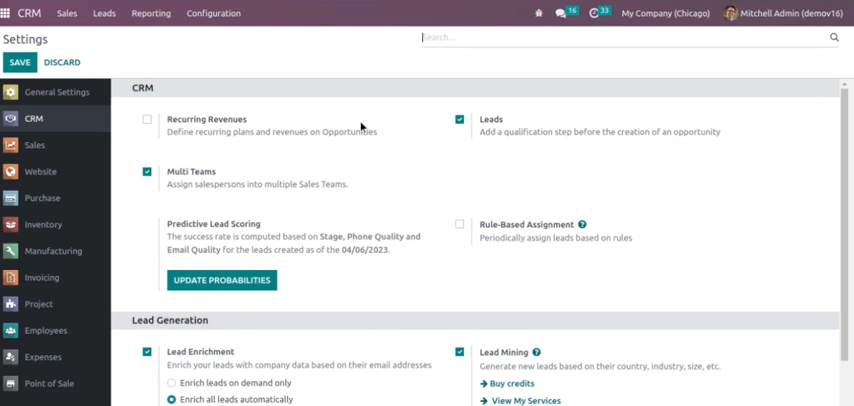 CRM Sales Leads Reporting Configuration 16 33 My Company (Chicago) Mitchell Admin (demov16)
Settings
Search...
SAVE DISCARD
General Settings
CRM
Sales
Website
Purchase
Inventory
Manufacturing
Invoicing
Project
Employees
Expenses
Point of Sale
CRM
Recurring Revenues
Define recurring plans and revenues on Opportunities
Leads
Add a qualification step before the creation of an opportunity
Multi Teams
Assign salespersons into multiple Sales Teams.
Predictive Lead Scoring
The success rate is computed based on Stage, Phone Quality and
Email Quality for the leads created as of the 04/06/2023.
UPDATE PROBABILITIES
Rule-Based Assignment ?
Periodically assign leads based on rules
Lead Generation
Lead Enrichment
Enrich your leads with company data based on their email addresses
Enrich leads on demand only
Enrich all leads automatically
Lead Mining ?
Generate new leads based on their country, industry, size, etc.
Buy credits
View My Services